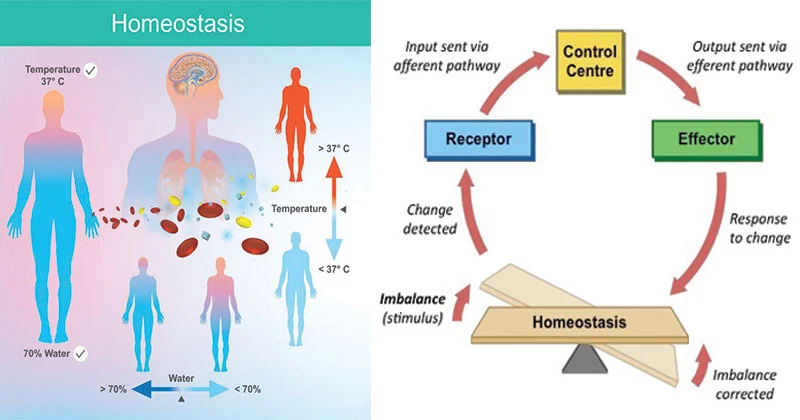 Homeostasis
Temperature
37° C
> 37° C
Temperature
< 37° C
70% Water
Water
> 70%
< 70%
Input sent via
afferent pathway
Control
Centre
Output sent via
efferent pathway
Receptor
Effector
Change
detected
Response
to change
Imbalance
(stimulus)
Homeostasis
Imbalance
corrected